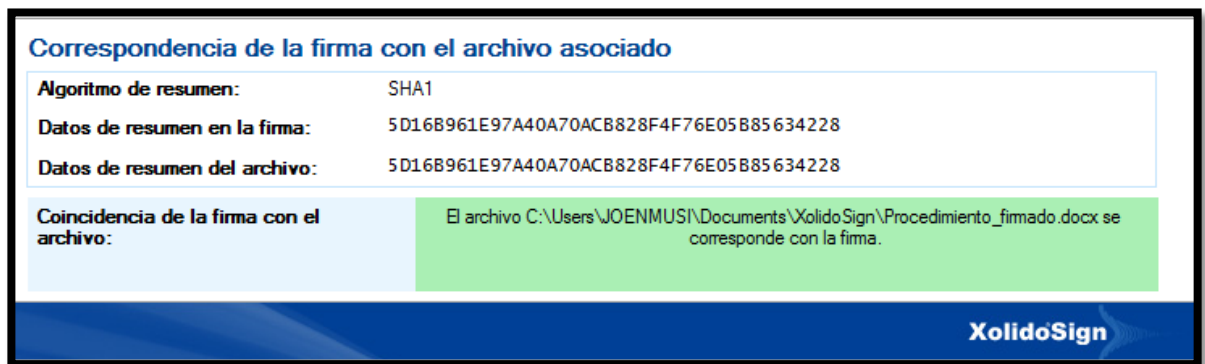 Correspondencia de la firma con el archivo asociado
Algoritmo de resumen: SHA1
Datos de resumen en la firma: 5D16B961E97A40A70ACB828F4F76E05B85634228
Datos de resumen del archivo: 5D16B961E97A40A70ACB828F4F76E05B85634228
Coincidencia de la firma con el
archivo:
El archivo C:\Users\JOENMUSI\Documents\XolidoSign\Procedimiento_firmado.docx se
corresponde con la firma.
XolidoSign